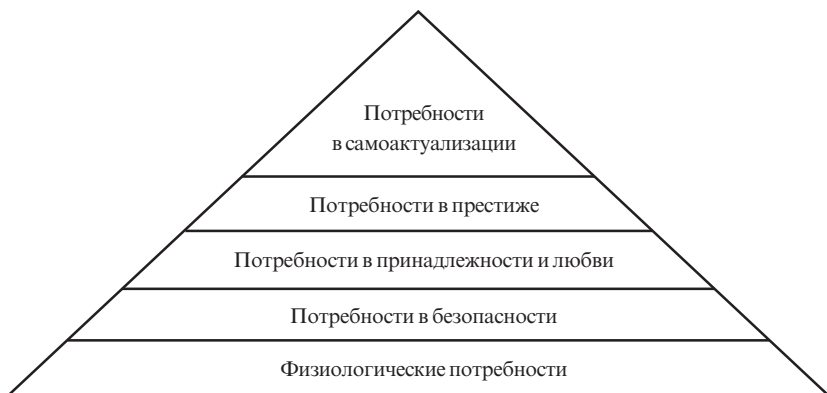 Потребности
в самоактуализации
Потребности в престиже
Потребности в принадлежности и любви
Потребности в безопасности
Физиологические потребности